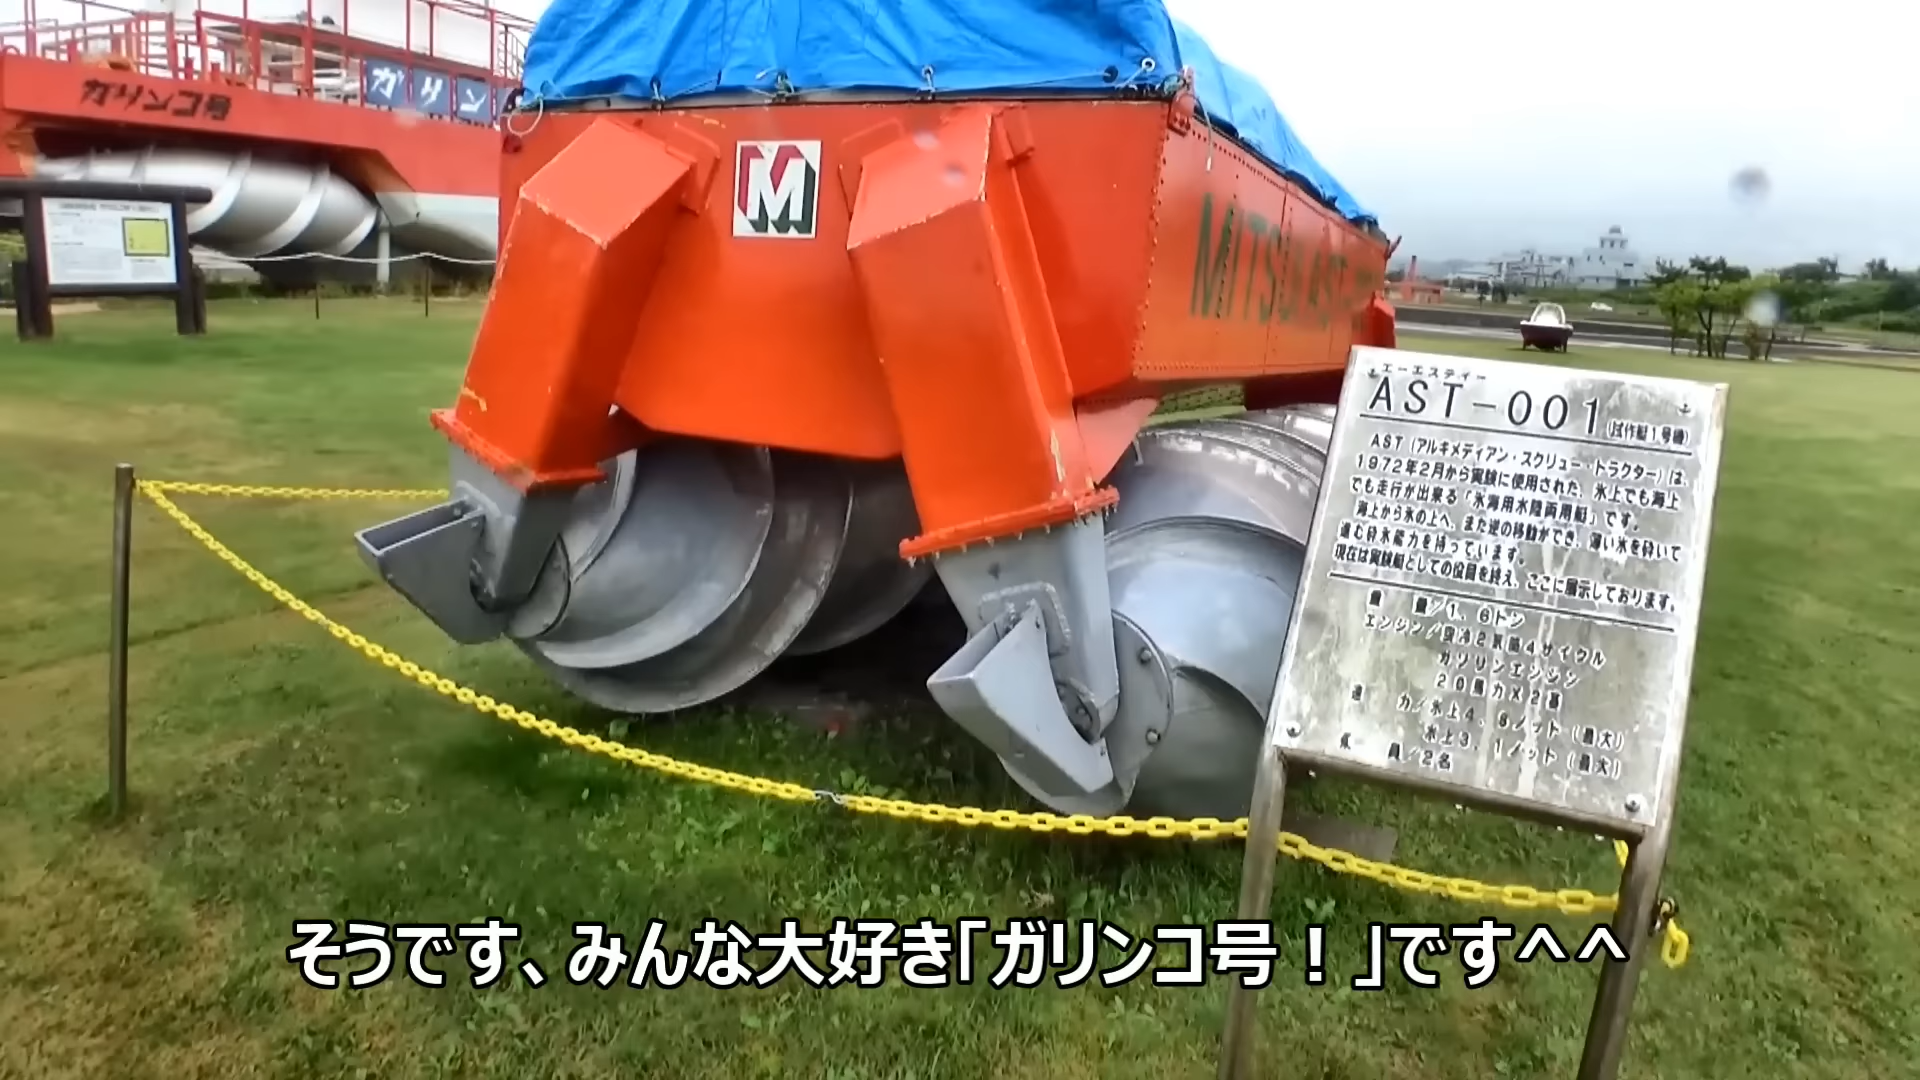 ガリンコ号
ガリン
M
MITSUI AST
エーエスティー
AST-001(試作艇1号機)
AST(アルキメディアン・スクリュー・トラクター)は、
1972年2月から実験に使用された、氷上でも海上
でも走行が出来る「氷海用水陸両用艇」です。
海上から氷の上へ、また逆の移動ができ、薄い氷を砕いて
進む砕氷能力を持っています。
現在は実験艇としての役目を終え、ここに展示しております。
重 量/1.6トン
エンジン/空冷2気筒4サイクル
ガソリンエンジン
20馬力×2基
速 力/水上4.8ノット(最大)
氷上3.1ノット(最大)
乗 員/2名
そうです、みんな大好き「ガリンコ号!」です^^